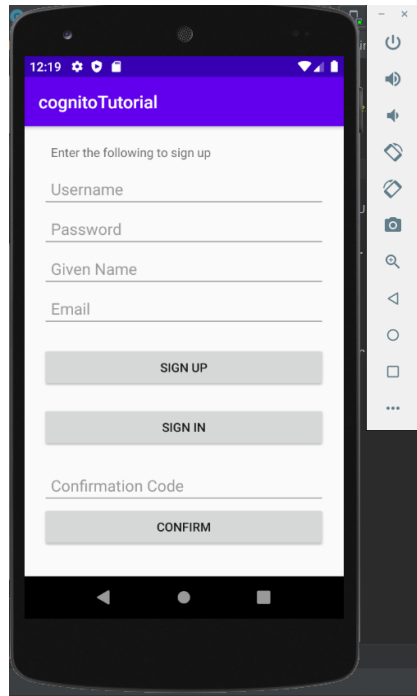 12:19
cognitoTutorial
Enter the following to sign up
Username
Password
Given Name
Email
SIGN UP
SIGN IN
Confirmation Code
CONFIRM